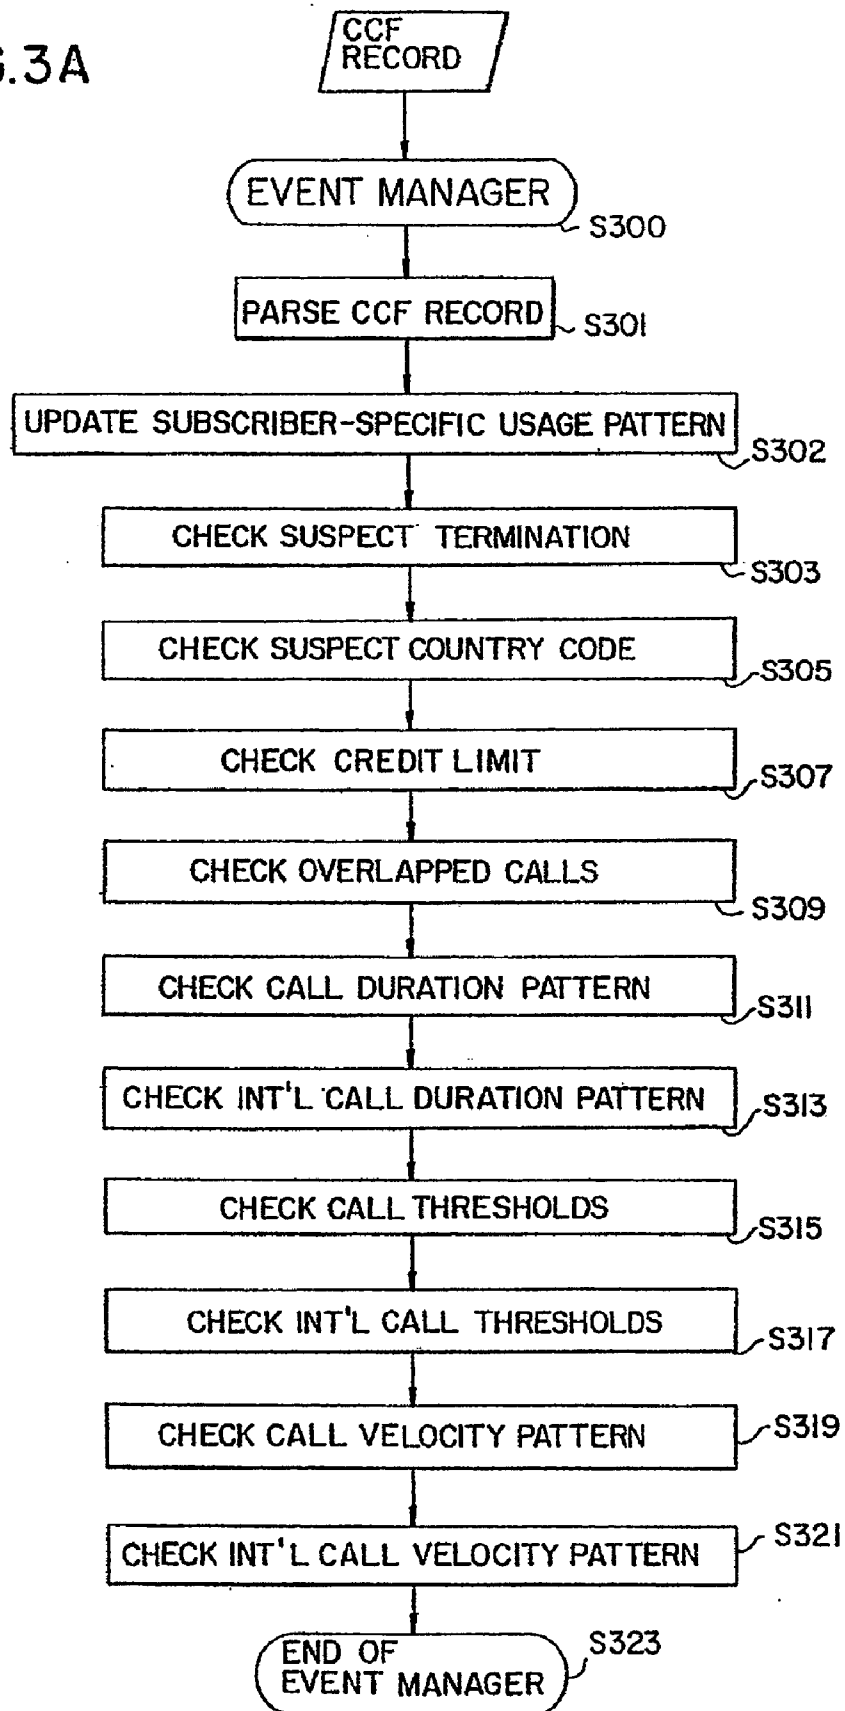 G.3A
CCF
RECORD
EVENT MANAGER
S300
PARSE CCF RECORD
S301
UPDATE SUBSCRIBER-SPECIFIC USAGE PATTERN
S302
CHECK SUSPECT TERMINATION
S303
CHECK SUSPECT COUNTRY CODE
S305
CHECK CREDIT LIMIT
S307
CHECK OVERLAPPED CALLS
S309
CHECK CALL DURATION PATTERN
S311
CHECK INT'L CALL DURATION PATTERN
S313
CHECK CALL THRESHOLDS
S315
CHECK INT'L CALL THRESHOLDS
S317
CHECK CALL VELOCITY PATTERN
S319
CHECK INT'L CALL VELOCITY PATTERN
S321
END OF
EVENT MANAGER
S323